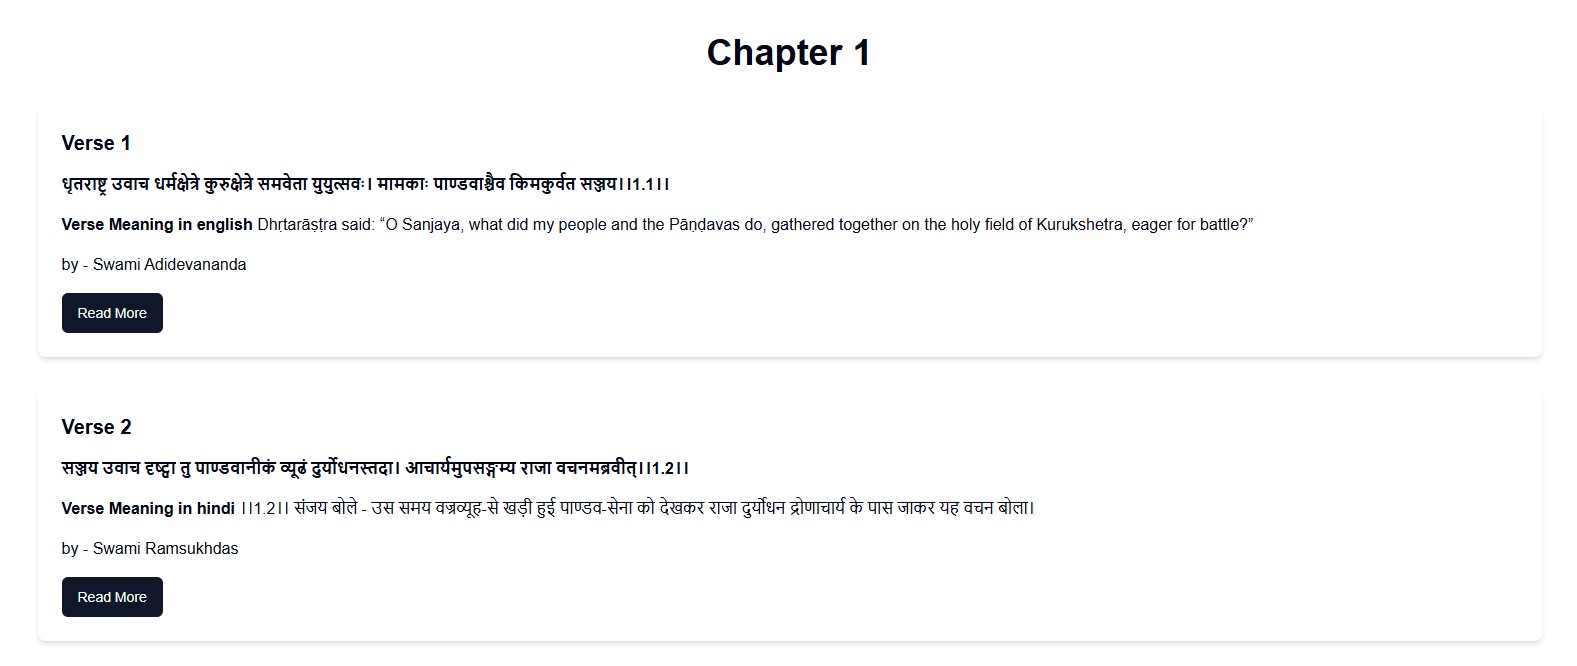 Chapter 1
Verse 1
धृतराष्ट्र उवाच धर्मक्षेत्रे कुरुक्षेत्रे समवेता युयुत्सवः। मामकाः पाण्डवाश्चैव किमकुर्वत सञ्जय।।1.1।।
Verse Meaning in english Dhṛtarāṣṭra said: “O Sanjaya, what did my people and the Pāṇḍavas do, gathered together on the holy field of Kurukshetra, eager for battle?”
by - Swami Adidevananda
Read More
Verse 2
सञ्जय उवाच दृष्ट्वा तु पाण्डवानीकं व्यूढं दुर्योधनस्तदा। आचार्यमुपसङ्गम्य राजा वचनमब्रवीत्।।1.2।।
Verse Meaning in hindi ।।1.2।। संजय बोले - उस समय वज्रव्यूह-से खड़ी हुई पाण्डव-सेना को देखकर राजा दुर्योधन द्रोणाचार्य के पास जाकर यह वचन बोला।
by - Swami Ramsukhdas
Read More